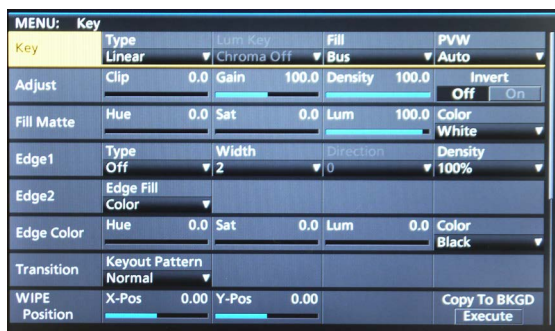 MENU: Key
Key
Type
Lum Key
Fill
PVW
Linear
Chroma Off
Bus
Auto
Adjust
Clip 0.0
Gain 100.0
Density 100.0
Invert
Off
On
Fill Matte
Hue 0.0
Sat 0.0
Lum 100.0
Color
White
Edge1
Type
Width
Direction
Density
Off
2
0
100%
Edge2
Edge Fill
Color
Edge Color
Hue 0.0
Sat 0.0
Lum 0.0
Color
Black
Transition
Keyout Pattern
Normal
WIPE
Position
X-Pos 0.00
Y-Pos 0.00
Copy To BKGD
Execute